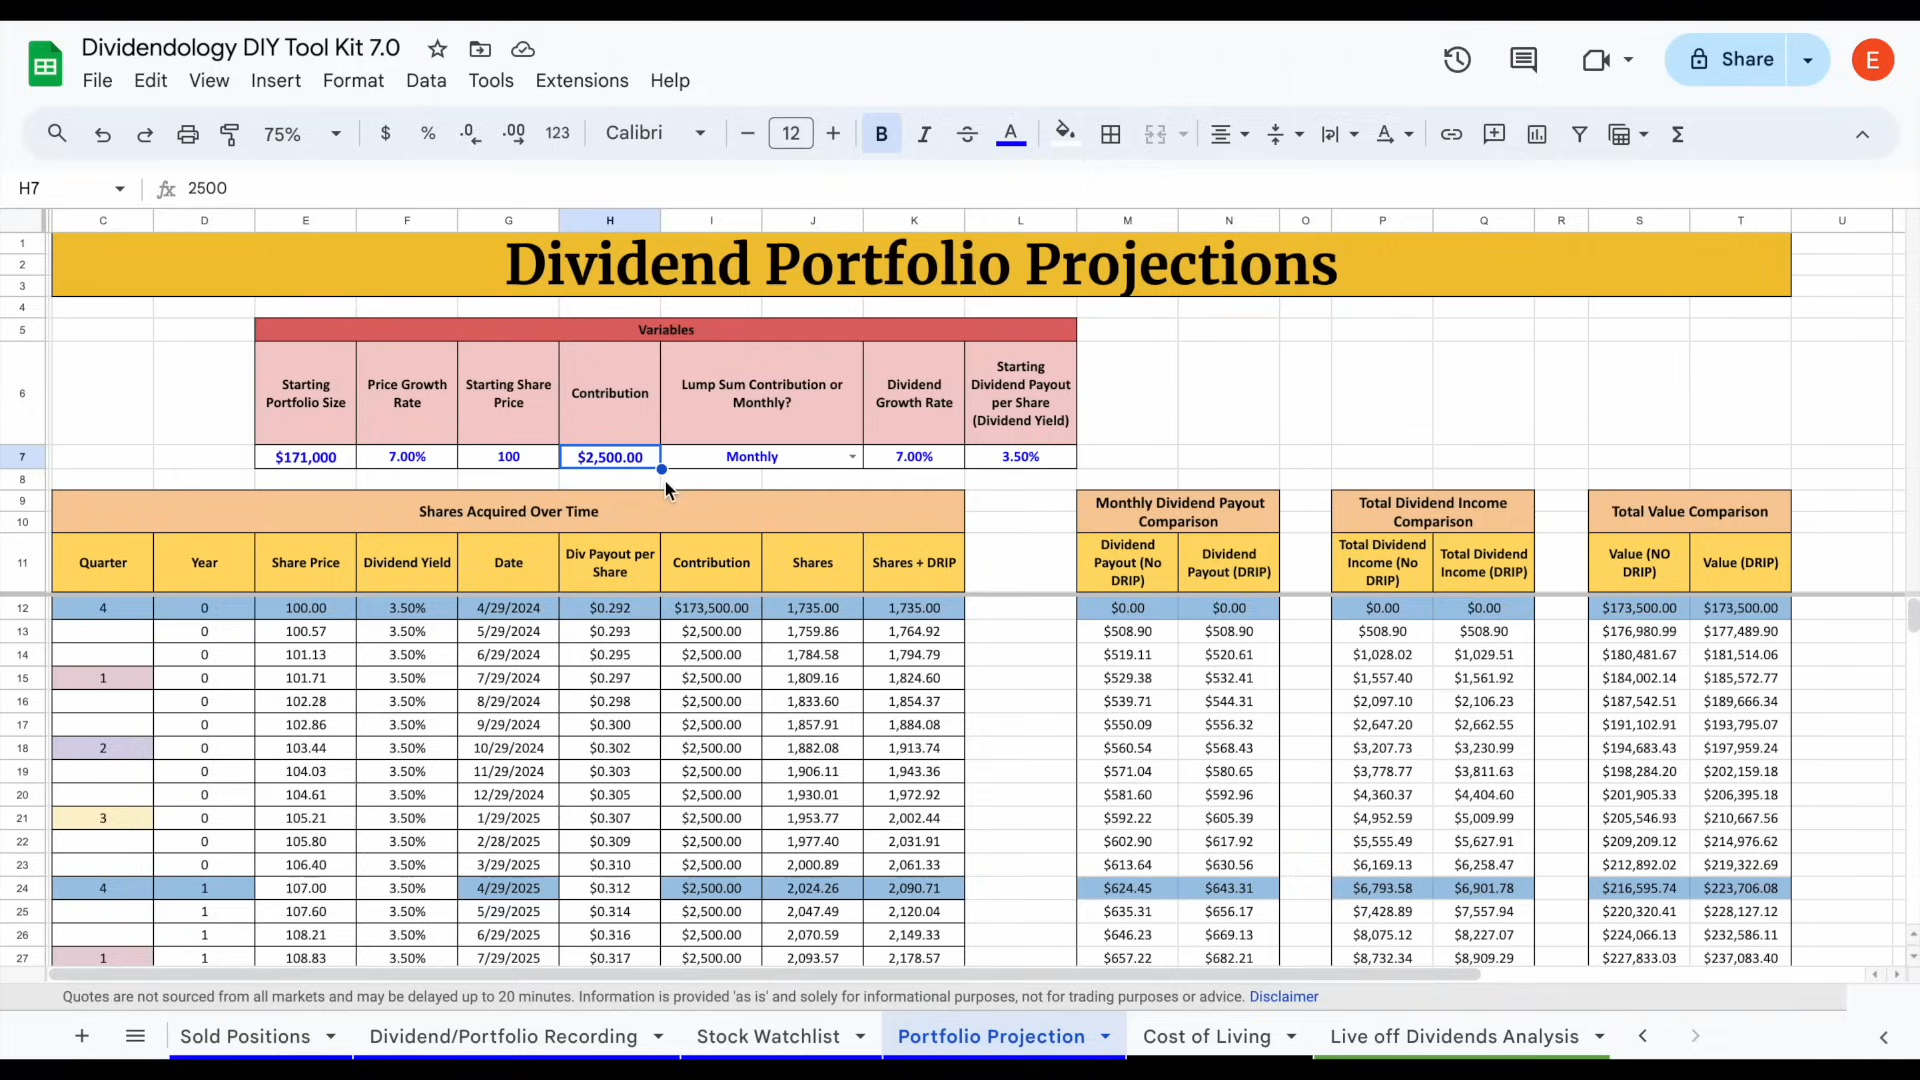 Dividendology DIY Tool Kit 7.0
File Edit View Insert Format Data Tools Extensions Help
Share
E
75% $ % .0 .00 123 Calibri 12 B I A
H7 fx 2500
C D E F G H I J K L M N O P Q R S T U
1
2
3
Dividend Portfolio Projections
4
5 Variables
6
Starting Portfolio Size
Price Growth Rate
Starting Share Price
Contribution
Lump Sum Contribution or Monthly?
Dividend Growth Rate
Starting Dividend Payout per Share (Dividend Yield)
7 $171,000 7.00% 100 $2,500.00 Monthly 7.00% 3.50%
8
9
10
Shares Acquired Over Time
Monthly Dividend Payout Comparison
Total Dividend Income Comparison
Total Value Comparison
11
Quarter
Year
Share Price
Dividend Yield
Date
Div Payout per Share
Contribution
Shares
Shares + DRIP
Dividend Payout (No DRIP)
Dividend Payout (DRIP)
Total Dividend Income (No DRIP)
Total Dividend Income (DRIP)
Value (NO DRIP)
Value (DRIP)
12 4 0 100.00 3.50% 4/29/2024 $0.292 $173,500.00 1,735.00 1,735.00 $0.00 $0.00 $0.00 $0.00 $173,500.00 $173,500.00
13 0 100.57 3.50% 5/29/2024 $0.293 $2,500.00 1,759.86 1,764.92 $508.90 $508.90 $508.90 $508.90 $176,980.99 $177,489.90
14 0 101.13 3.50% 6/29/2024 $0.295 $2,500.00 1,784.58 1,794.79 $519.11 $520.61 $1,028.02 $1,029.51 $180,481.67 $181,514.06
15 1 0 101.71 3.50% 7/29/2024 $0.297 $2,500.00 1,809.16 1,824.60 $529.38 $532.41 $1,557.40 $1,561.92 $184,002.14 $185,572.77
16 0 102.28 3.50% 8/29/2024 $0.298 $2,500.00 1,833.60 1,854.37 $539.71 $544.31 $2,097.10 $2,106.23 $187,542.51 $189,666.34
17 0 102.86 3.50% 9/29/2024 $0.300 $2,500.00 1,857.91 1,884.08 $550.09 $556.32 $2,647.20 $2,662.55 $191,102.91 $193,795.07
18 2 0 103.44 3.50% 10/29/2024 $0.302 $2,500.00 1,882.08 1,913.74 $560.54 $568.43 $3,207.73 $3,230.99 $194,683.43 $197,959.24
19 0 104.03 3.50% 11/29/2024 $0.303 $2,500.00 1,906.11 1,943.36 $571.04 $580.65 $3,778.77 $3,811.63 $198,284.20 $202,159.18
20 0 104.61 3.50% 12/29/2024 $0.305 $2,500.00 1,930.01 1,972.92 $581.60 $592.96 $4,360.37 $4,404.60 $201,905.33 $206,395.18
21 3 0 105.21 3.50% 1/29/2025 $0.307 $2,500.00 1,953.77 2,002.44 $592.22 $605.39 $4,952.59 $5,009.99 $205,546.93 $210,667.56
22 0 105.80 3.50% 2/28/2025 $0.309 $2,500.00 1,977.40 2,031.91 $602.90 $617.92 $5,555.49 $5,627.91 $209,209.12 $214,976.62
23 0 106.40 3.50% 3/29/2025 $0.310 $2,500.00 2,000.89 2,061.33 $613.64 $630.56 $6,169.13 $6,258.47 $212,892.02 $219,322.69
24 4 1 107.00 3.50% 4/29/2025 $0.312 $2,500.00 2,024.26 2,090.71 $624.45 $643.31 $6,793.58 $6,901.78 $216,595.74 $223,706.08
25 1 107.60 3.50% 5/29/2025 $0.314 $2,500.00 2,047.49 2,120.04 $635.31 $656.17 $7,428.89 $7,557.94 $220,320.41 $228,127.12
26 1 108.21 3.50% 6/29/2025 $0.316 $2,500.00 2,070.59 2,149.33 $646.23 $669.13 $8,075.12 $8,227.07 $224,066.13 $232,586.11
27 1 1 108.83 3.50% 7/29/2025 $0.317 $2,500.00 2,093.57 2,178.57 $657.22 $682.21 $8,732.34 $8,909.29 $227,833.03 $237,083.40
Quotes are not sourced from all markets and may be delayed up to 20 minutes. Information is provided 'as is' and solely for informational purposes, not for trading purposes or advice. Disclaimer
Sold Positions Dividend/Portfolio Recording Stock Watchlist Portfolio Projection Cost of Living Live off Dividends Analysis